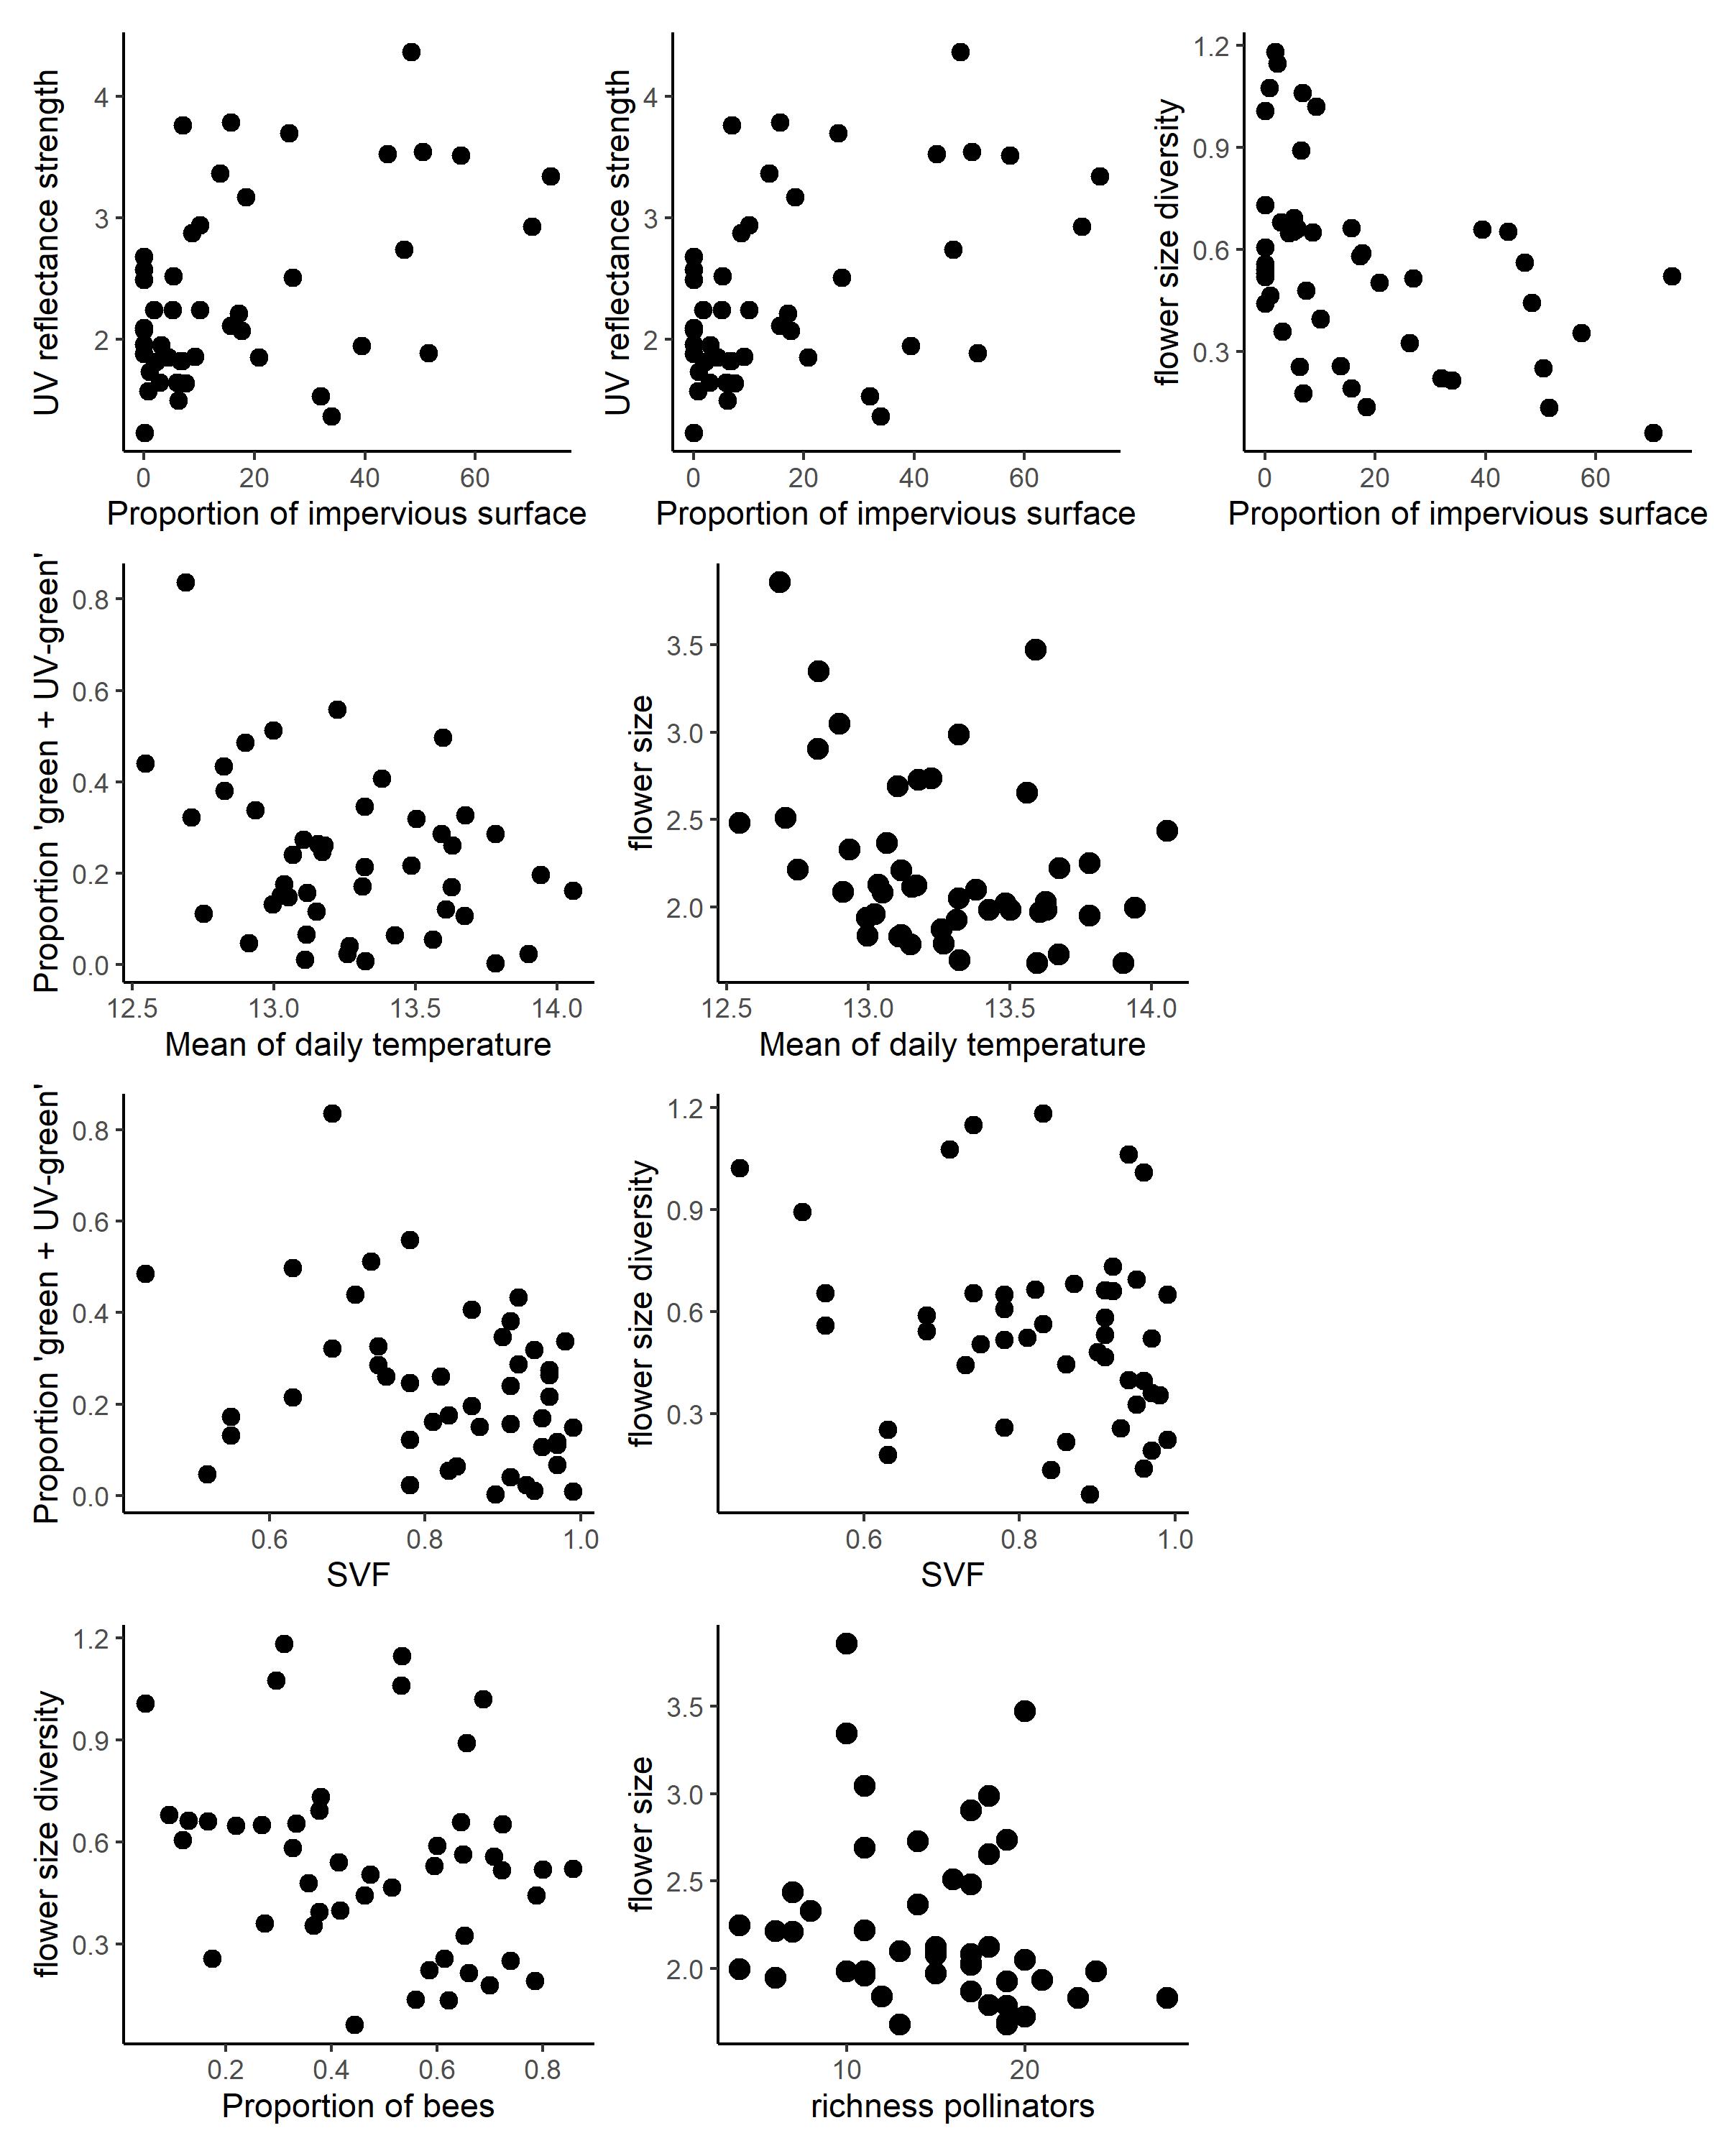 UV reflectance strength
4
3
2
0 20 40 60
Proportion of impervious surface
UV reflectance strength
4
3
2
0 20 40 60
Proportion of impervious surface
flower size diversity
1.2
0.9
0.6
0.3
0 20 40 60
Proportion of impervious surface
Proportion 'green + UV-green'
0.8
0.6
0.4
0.2
0.0
12.5 13.0 13.5 14.0
Mean of daily temperature
flower size
3.5
3.0
2.5
2.0
12.5 13.0 13.5 14.0
Mean of daily temperature
Proportion 'green + UV-green'
0.8
0.6
0.4
0.2
0.0
0.6 0.8 1.0
SVF
flower size diversity
1.2
0.9
0.6
0.3
0.6 0.8 1.0
SVF
flower size diversity
1.2
0.9
0.6
0.3
0.2 0.4 0.6 0.8
Proportion of bees
flower size
3.5
3.0
2.5
2.0
10 20
richness pollinators